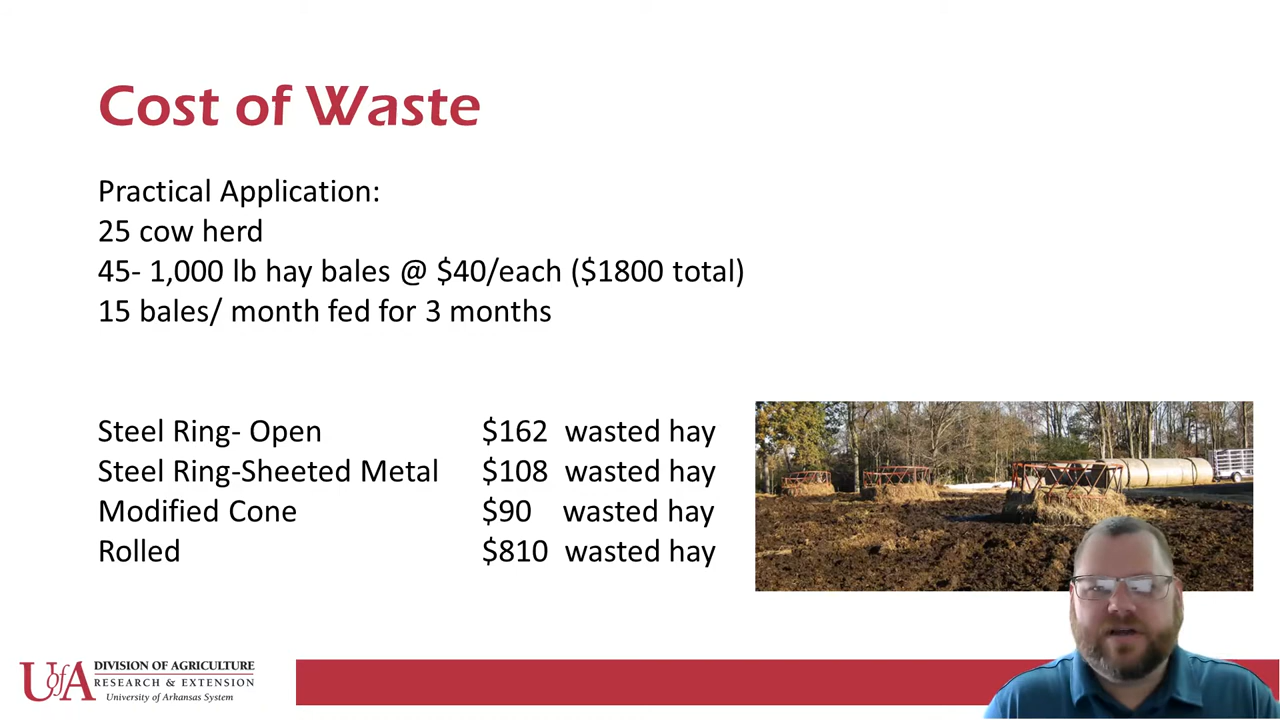 Cost of Waste
Practical Application:
25 cow herd
45- 1,000 lb hay bales @ $40/each ($1800 total)
15 bales/ month fed for 3 months
Steel Ring- Open $162 wasted hay
Steel Ring-Sheeted Metal $108 wasted hay
Modified Cone $90 wasted hay
Rolled $810 wasted hay
UofA
DIVISION OF AGRICULTURE
RESEARCH & EXTENSION
University of Arkansas System